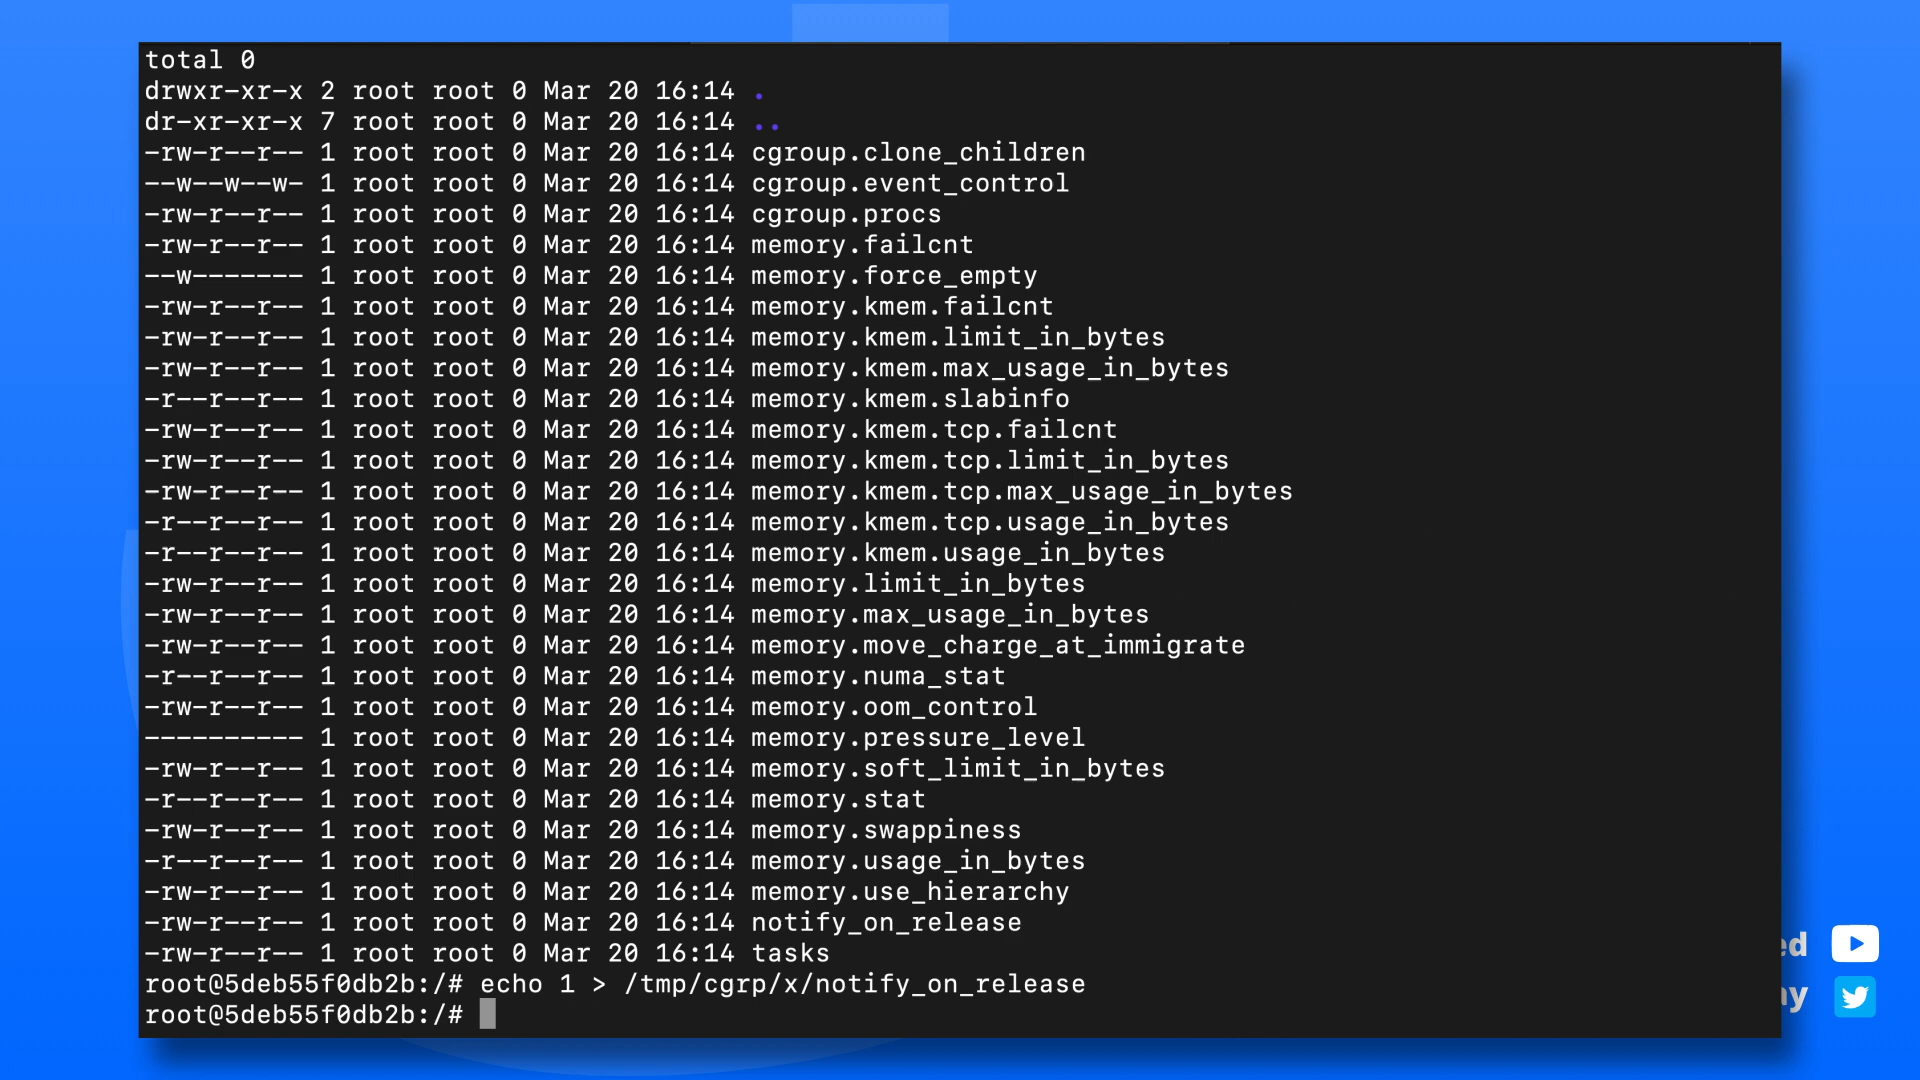 total 0
drwxr-xr-x 2 root root 0 Mar 20 16:14 .
dr-xr-xr-x 7 root root 0 Mar 20 16:14 ..
-rw-r--r-- 1 root root 0 Mar 20 16:14 cgroup.clone_children
--w--w--w- 1 root root 0 Mar 20 16:14 cgroup.event_control
-rw-r--r-- 1 root root 0 Mar 20 16:14 cgroup.procs
-rw-r--r-- 1 root root 0 Mar 20 16:14 memory.failcnt
--w------- 1 root root 0 Mar 20 16:14 memory.force_empty
-rw-r--r-- 1 root root 0 Mar 20 16:14 memory.kmem.failcnt
-rw-r--r-- 1 root root 0 Mar 20 16:14 memory.kmem.limit_in_bytes
-rw-r--r-- 1 root root 0 Mar 20 16:14 memory.kmem.max_usage_in_bytes
-r--r--r-- 1 root root 0 Mar 20 16:14 memory.kmem.slabinfo
-rw-r--r-- 1 root root 0 Mar 20 16:14 memory.kmem.tcp.failcnt
-rw-r--r-- 1 root root 0 Mar 20 16:14 memory.kmem.tcp.limit_in_bytes
-rw-r--r-- 1 root root 0 Mar 20 16:14 memory.kmem.tcp.max_usage_in_bytes
-r--r--r-- 1 root root 0 Mar 20 16:14 memory.kmem.tcp.usage_in_bytes
-r--r--r-- 1 root root 0 Mar 20 16:14 memory.kmem.usage_in_bytes
-rw-r--r-- 1 root root 0 Mar 20 16:14 memory.limit_in_bytes
-rw-r--r-- 1 root root 0 Mar 20 16:14 memory.max_usage_in_bytes
-rw-r--r-- 1 root root 0 Mar 20 16:14 memory.move_charge_at_immigrate
-r--r--r-- 1 root root 0 Mar 20 16:14 memory.numa_stat
-rw-r--r-- 1 root root 0 Mar 20 16:14 memory.oom_control
---------- 1 root root 0 Mar 20 16:14 memory.pressure_level
-rw-r--r-- 1 root root 0 Mar 20 16:14 memory.soft_limit_in_bytes
-r--r--r-- 1 root root 0 Mar 20 16:14 memory.stat
-rw-r--r-- 1 root root 0 Mar 20 16:14 memory.swappiness
-r--r--r-- 1 root root 0 Mar 20 16:14 memory.usage_in_bytes
-rw-r--r-- 1 root root 0 Mar 20 16:14 memory.use_hierarchy
-rw-r--r-- 1 root root 0 Mar 20 16:14 notify_on_release
-rw-r--r-- 1 root root 0 Mar 20 16:14 tasks
root@5deb55f0db2b:/# echo 1 > /tmp/cgrp/x/notify_on_release
root@5deb55f0db2b:/#